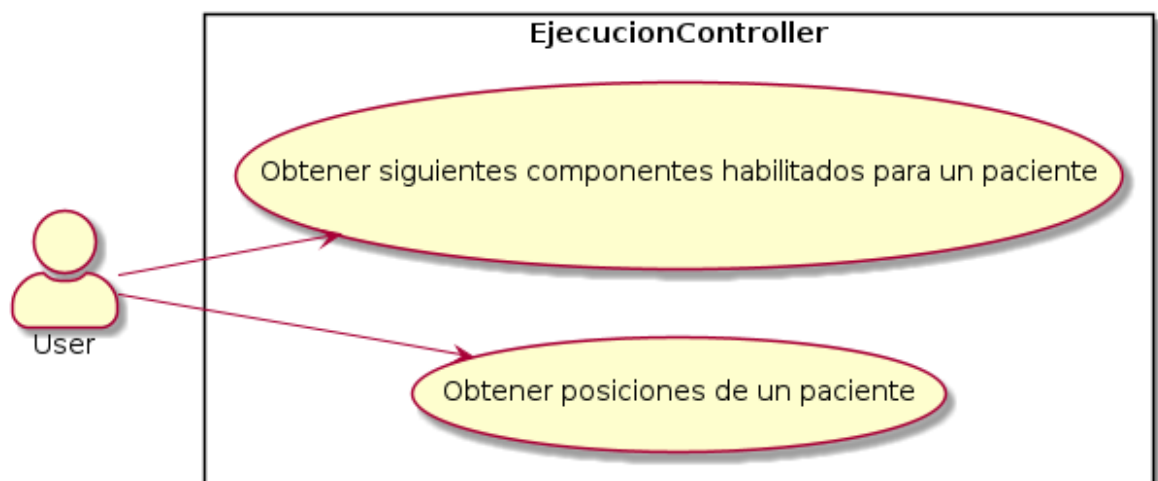 EjecucionController
Obtener siguientes componentes habilitados para un paciente
User
Obtener posiciones de un paciente